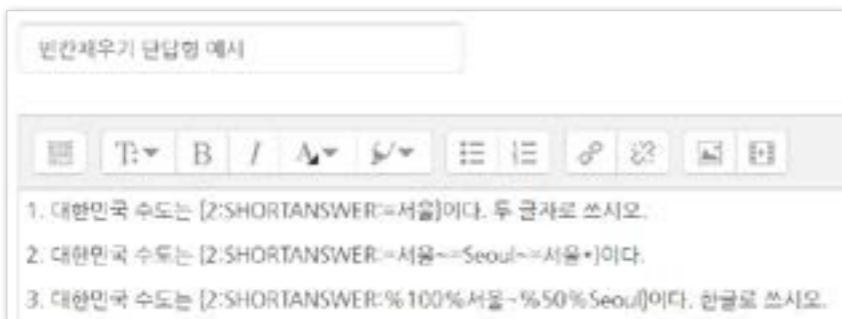 빈칸채우기 단답형 예시
1. 대한민국 수도는 {2:SHORTANSWER:=서울}이다. 두 글자로 쓰시오.
2. 대한민국 수도는 {2:SHORTANSWER:=서울~=Seoul~=서울*}이다.
3. 대한민국 수도는 {2:SHORTANSWER:%100%서울~%50%Seoul}이다. 한글로 쓰시오.